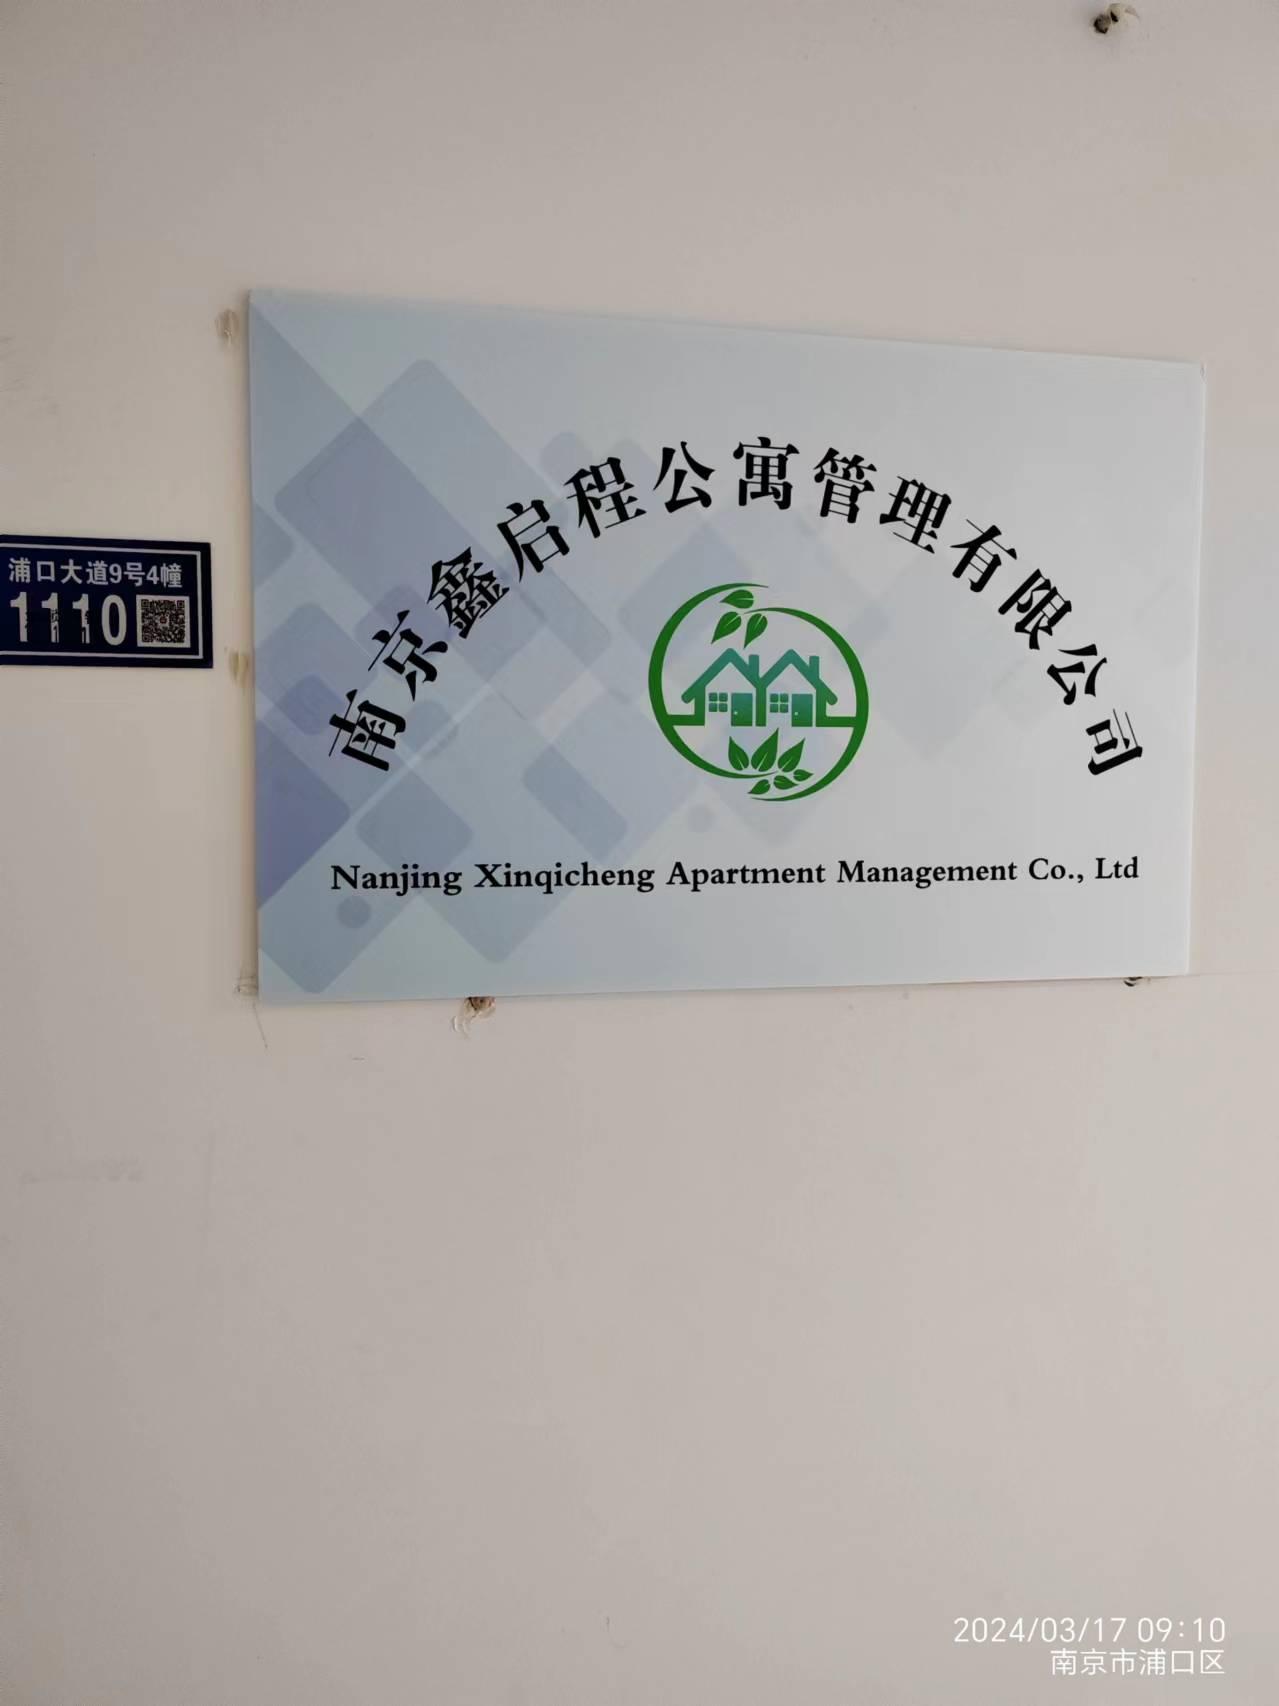 浦口大道9号4幢
1110
南京鑫启程公寓管理有限公司
Nanjing Xinqicheng Apartment Management Co., Ltd
2024/03/17 09:10
南京市浦口区